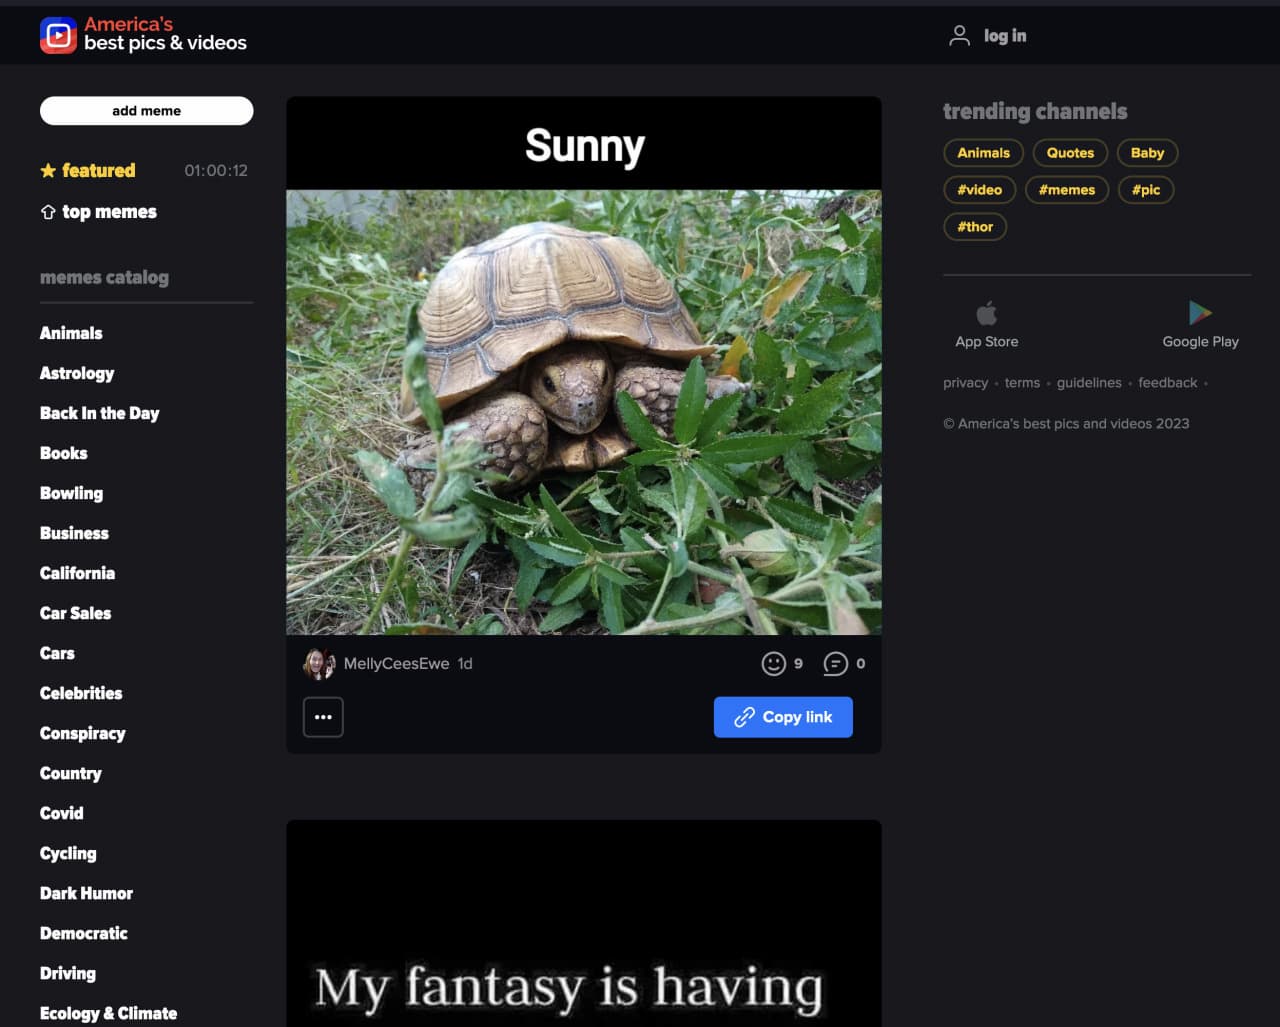 America's
best pics & videos
log in
add meme
featured 01:00:12
top memes
memes catalog
Animals
Astrology
Back In the Day
Books
Bowling
Business
California
Car Sales
Cars
Celebrities
Conspiracy
Country
Covid
Cycling
Dark Humor
Democratic
Driving
Ecology & Climate
Sunny
MellyCeesEwe 1d
9 0
Copy link
My fantasy is having
trending channels
Animals Quotes Baby
#video #memes #pic
#thor
App Store Google Play
privacy • terms • guidelines • feedback •
© America's best pics and videos 2023